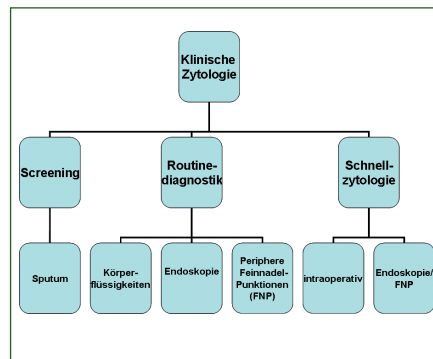 Klinische
Zytologie
Screening
Routine-
diagnostik
Schnell-
zytologie
Sputum
Körper-
flüssigkeiten
Endoskopie
Periphere
Feinnadel-
Punktionen
(FNP)
intraoperativ
Endoskopie/
FNP